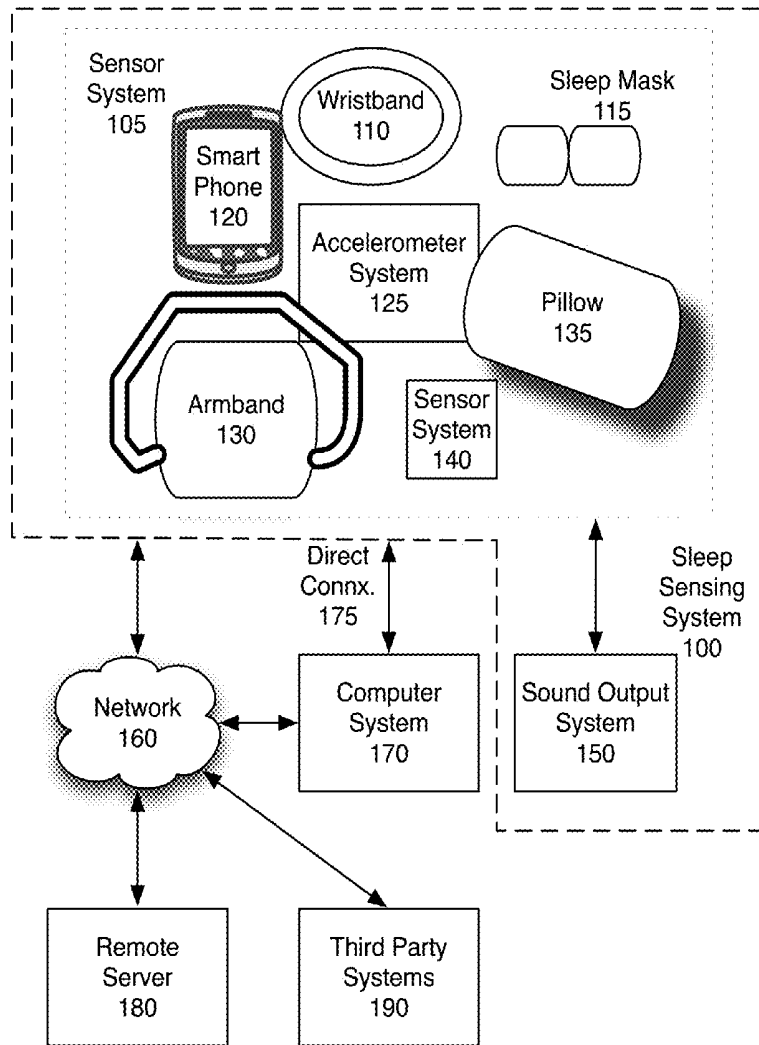 Sensor
System
105
Wristband
110
Sleep Mask
115
Smart
Phone
120
Accelerometer
System
125
Pillow
135
Armband
130
Sensor
System
140
Direct
Connx.
175
Sleep
Sensing
System
100
Network
160
Computer
System
170
Sound Output
System
150
Remote
Server
180
Third Party
Systems
190